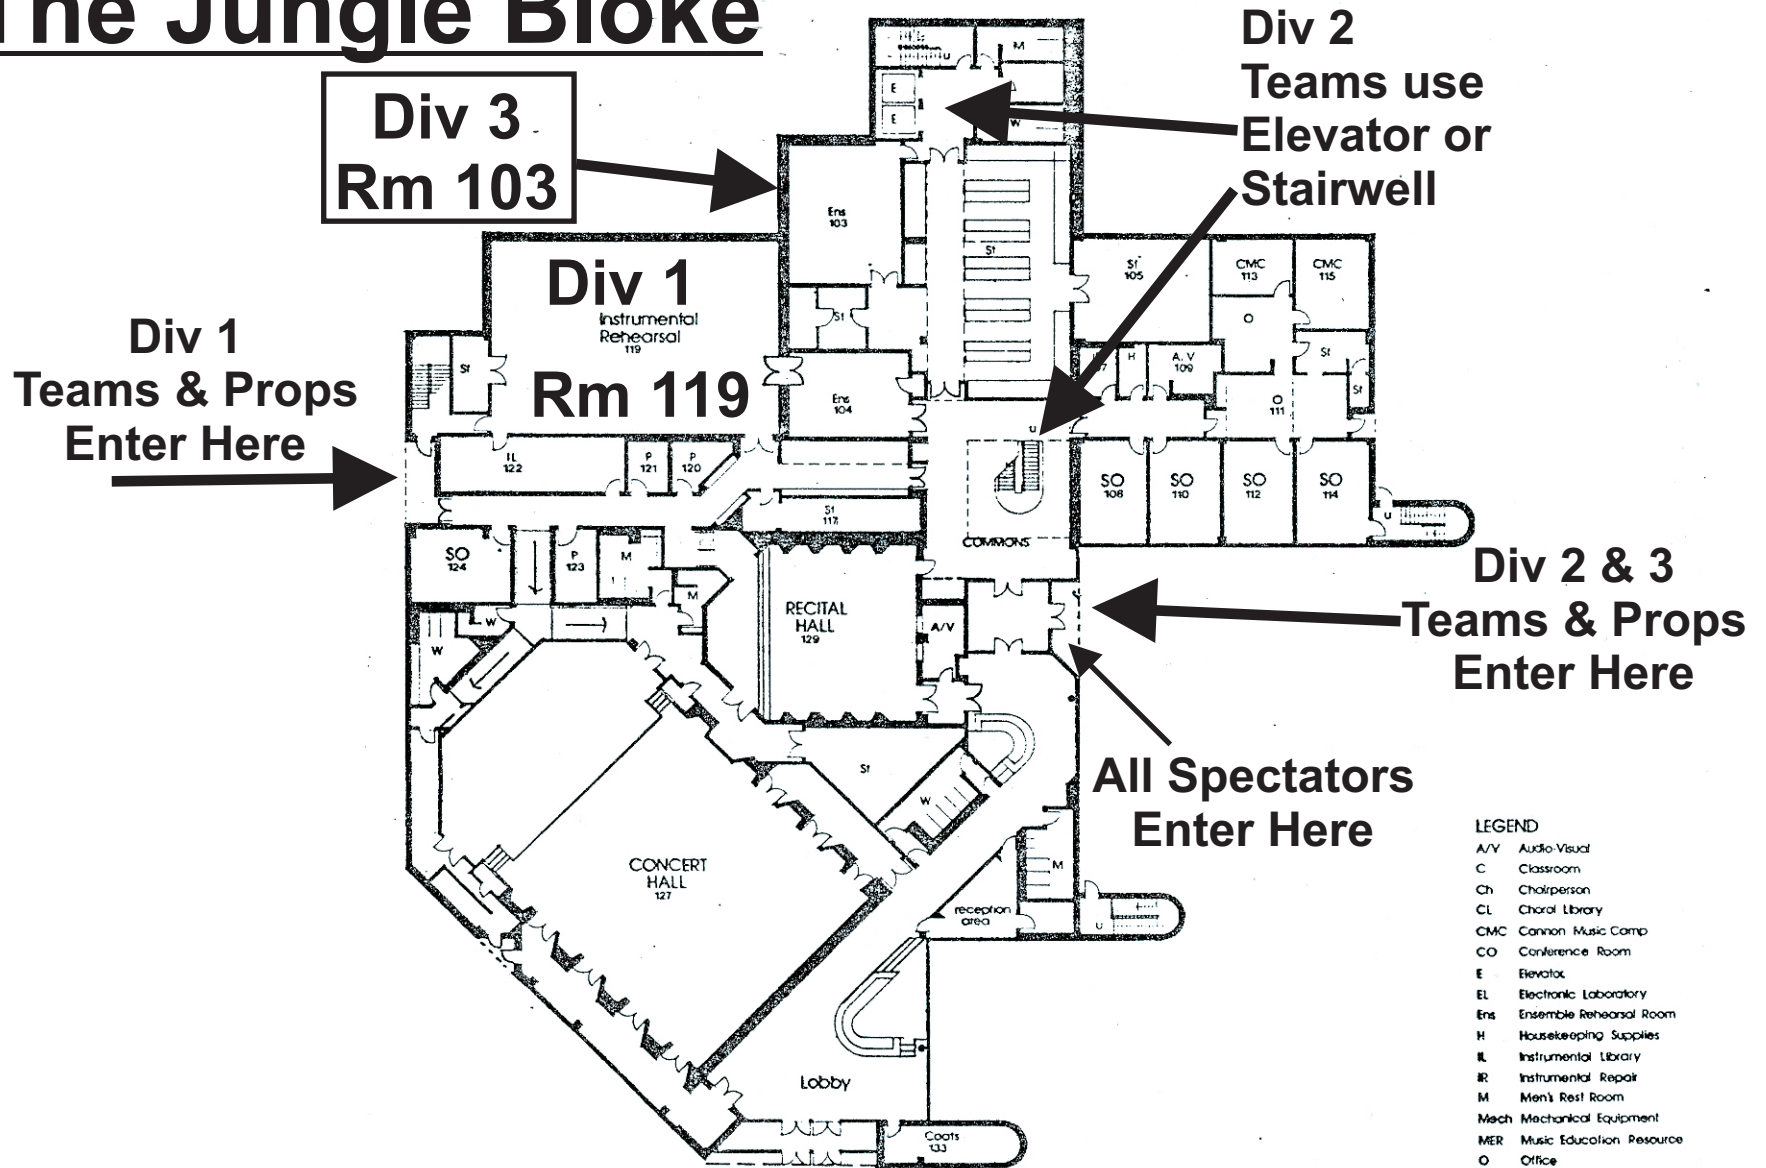 The Jungle Bloke
Div 3
Rm 103
Div 2
Teams use
Elevator or
Stairwell
Div 1
Instrumental
Rehearsal
119
Rm 119
Div 1
Teams & Props
Enter Here
Div 2 & 3
Teams & Props
Enter Here
All Spectators
Enter Here
U
M
E
E
W
Ens
103
St
St
105
CMC
113
CMC
115
O
St
St
St
St
Ens
104
H
A.V
109
O
111
U
IL
122
P
121
P
120
St
117
SO
108
SO
110
SO
112
SO
114
U
COMMONS
SO
124
P
123
M
M
W
W
RECITAL
HALL
129
A/V
St
W
CONCERT
HALL
127
M
reception
area
U
Lobby
Coats
133
LEGEND
A/V Audio-Visual
C Classroom
Ch Chairperson
CL Choral Library
CMC Cannon Music Camp
CO Conference Room
E Elevator
EL Electronic Laboratory
Ens Ensemble Rehearsal Room
H Housekeeping Supplies
IL Instrumental Library
IR Instrumental Repair
M Men's Rest Room
Mech Mechanical Equipment
MER Music Education Resource
O Office